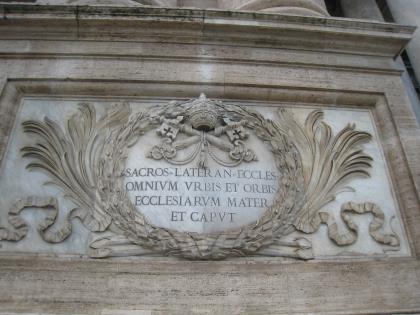 SACROS·LATERAN·ECCLES
OMNIVM VRBIS ET ORBIS
ECCLESIARVM MATER
ET CAPVT